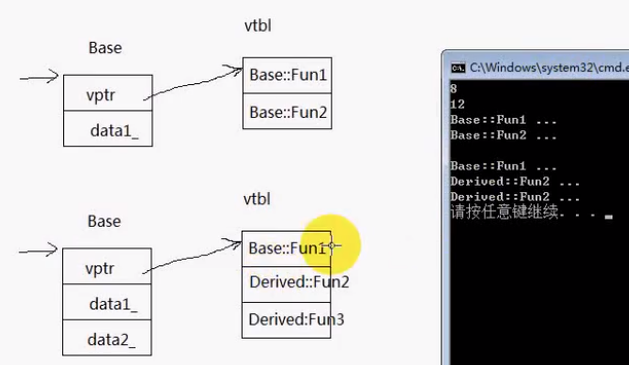 vtbl
Base
vptr
data1_
Base::Fun1
Base::Fun2
vtbl
Base
vptr
data1_
data2_
Base::Fun1
Derived::Fun2
Derived:Fun3
C:\Windows\system32\cmd.e
8
12
Base::Fun1 ...
Base::Fun2 ...
Base::Fun1 ...
Derived::Fun2 ...
Derived::Fun2 ...
请按任意键继续. . .